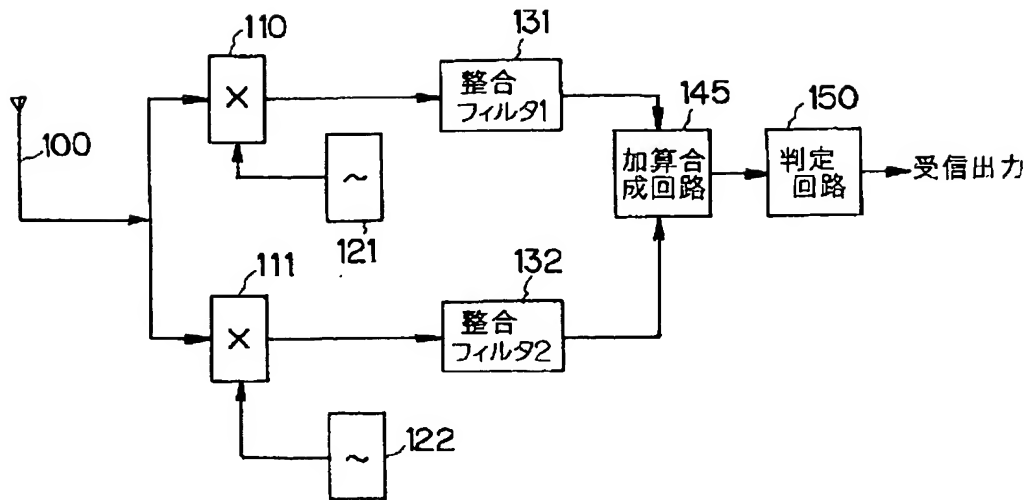 110
×
100
~
121
131
整合
フィルタ1
145
加算合
成回路
150
判定
回路
受信出力
111
×
132
整合
フィルタ2
~
122